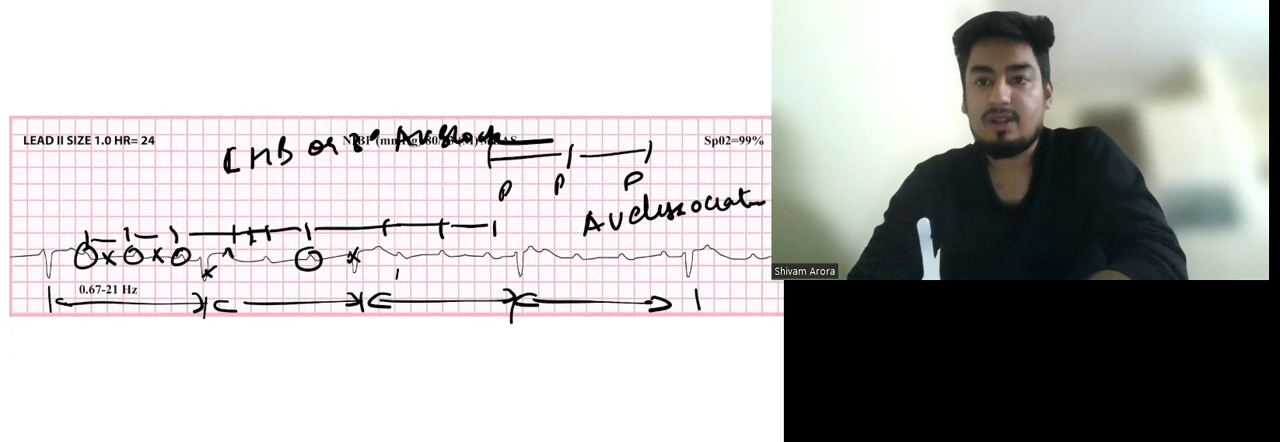 LEAD II SIZE 1.0 HR= 24
Sp02=99%
CHB or 3° AV Block
P P P
AV dissociat
0.67-21 Hz
Shivam Arora